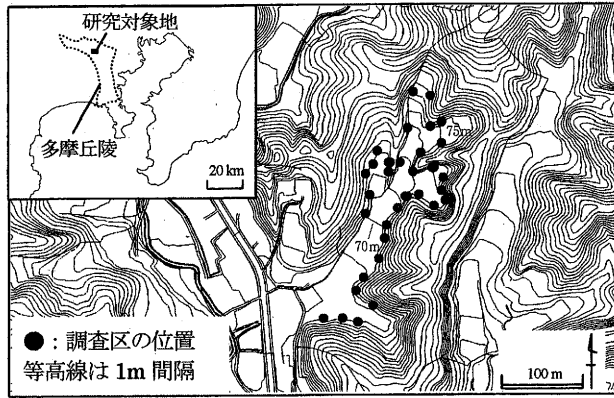 研究対象地
多摩丘陵
20 km
75m
70m
●：調査区の位置
等高線は 1m 間隔
100 m